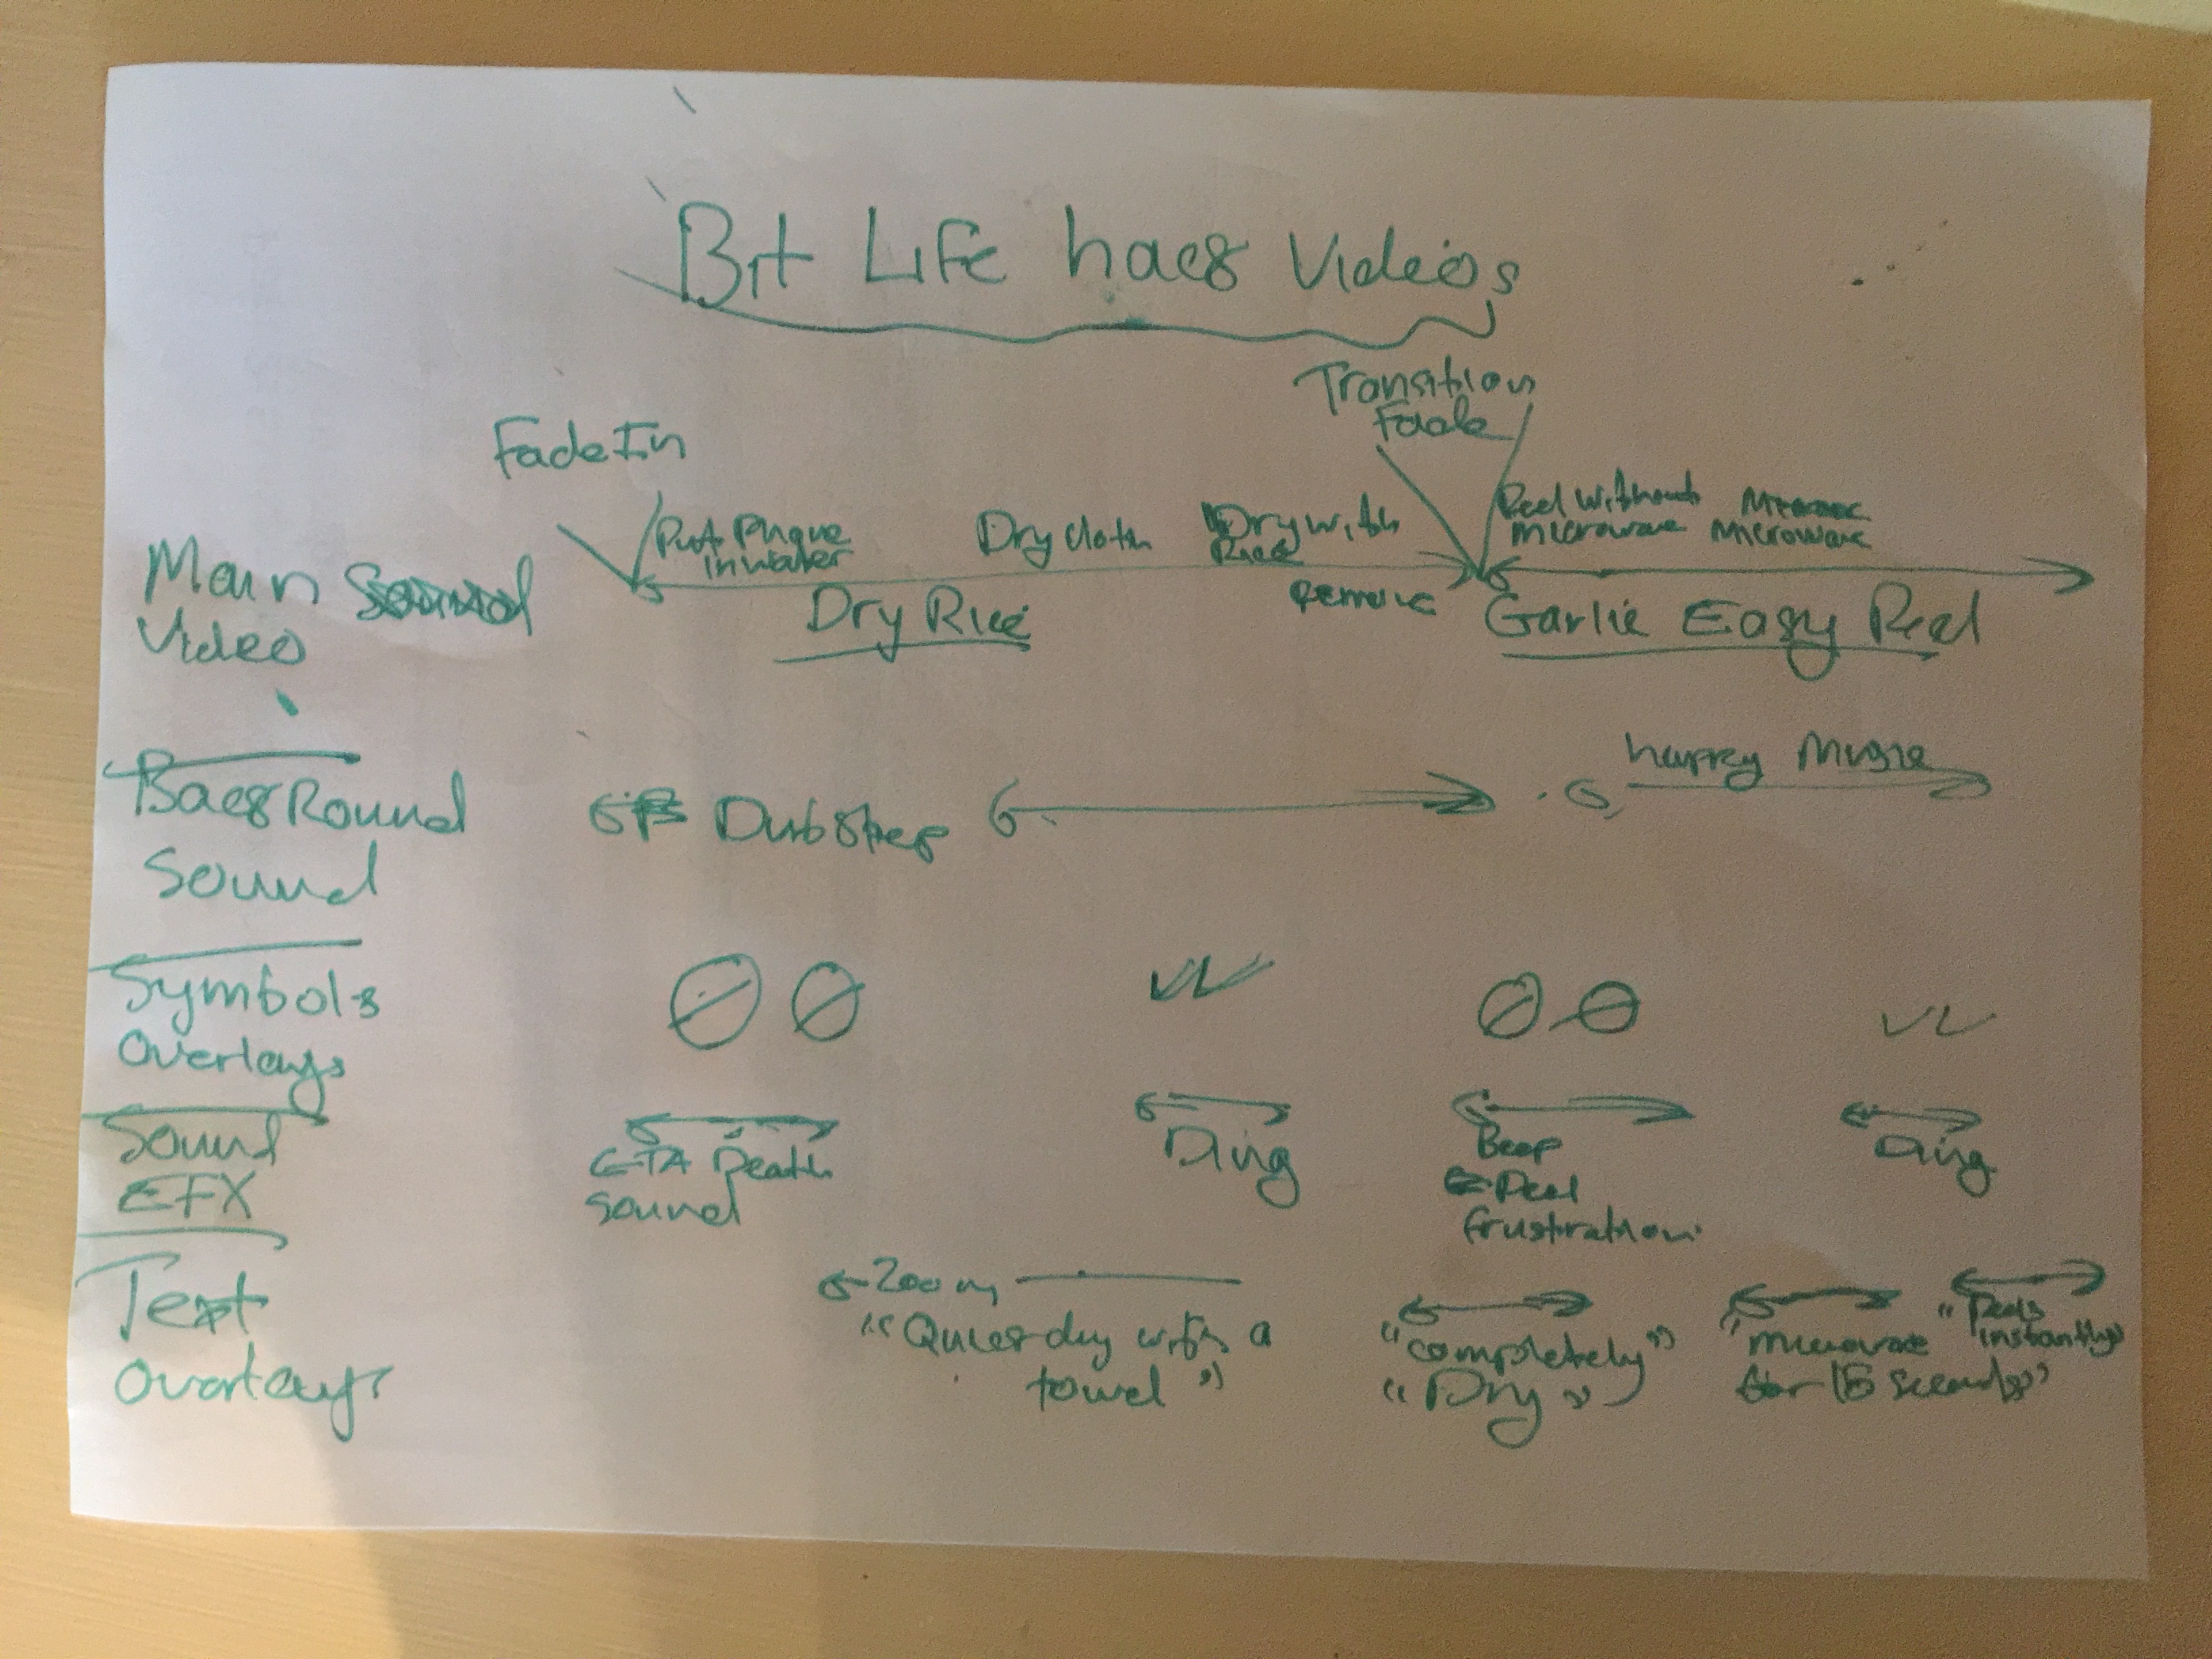 Bit Life hacs Videos
Transition
Fade
Fade In
Put Phone
in water
Dry cloth
Dry with
Rice
Peel Without
microwave
Microwave
Main
Video
Dry Rice
Remove
Garlic Easy Peel
happy Music
Bacground
Sound
Dubstep
Symbols
Overlays
Sound
EFX
GTA Death
Sound
Ding
Beep
Peel
frustration
Ding
Text
Overlays
Zoom
"Quick dry with a
towel"
"completely"
"Dry"
"microwave
for 15 seconds"
"Peels
instantly"